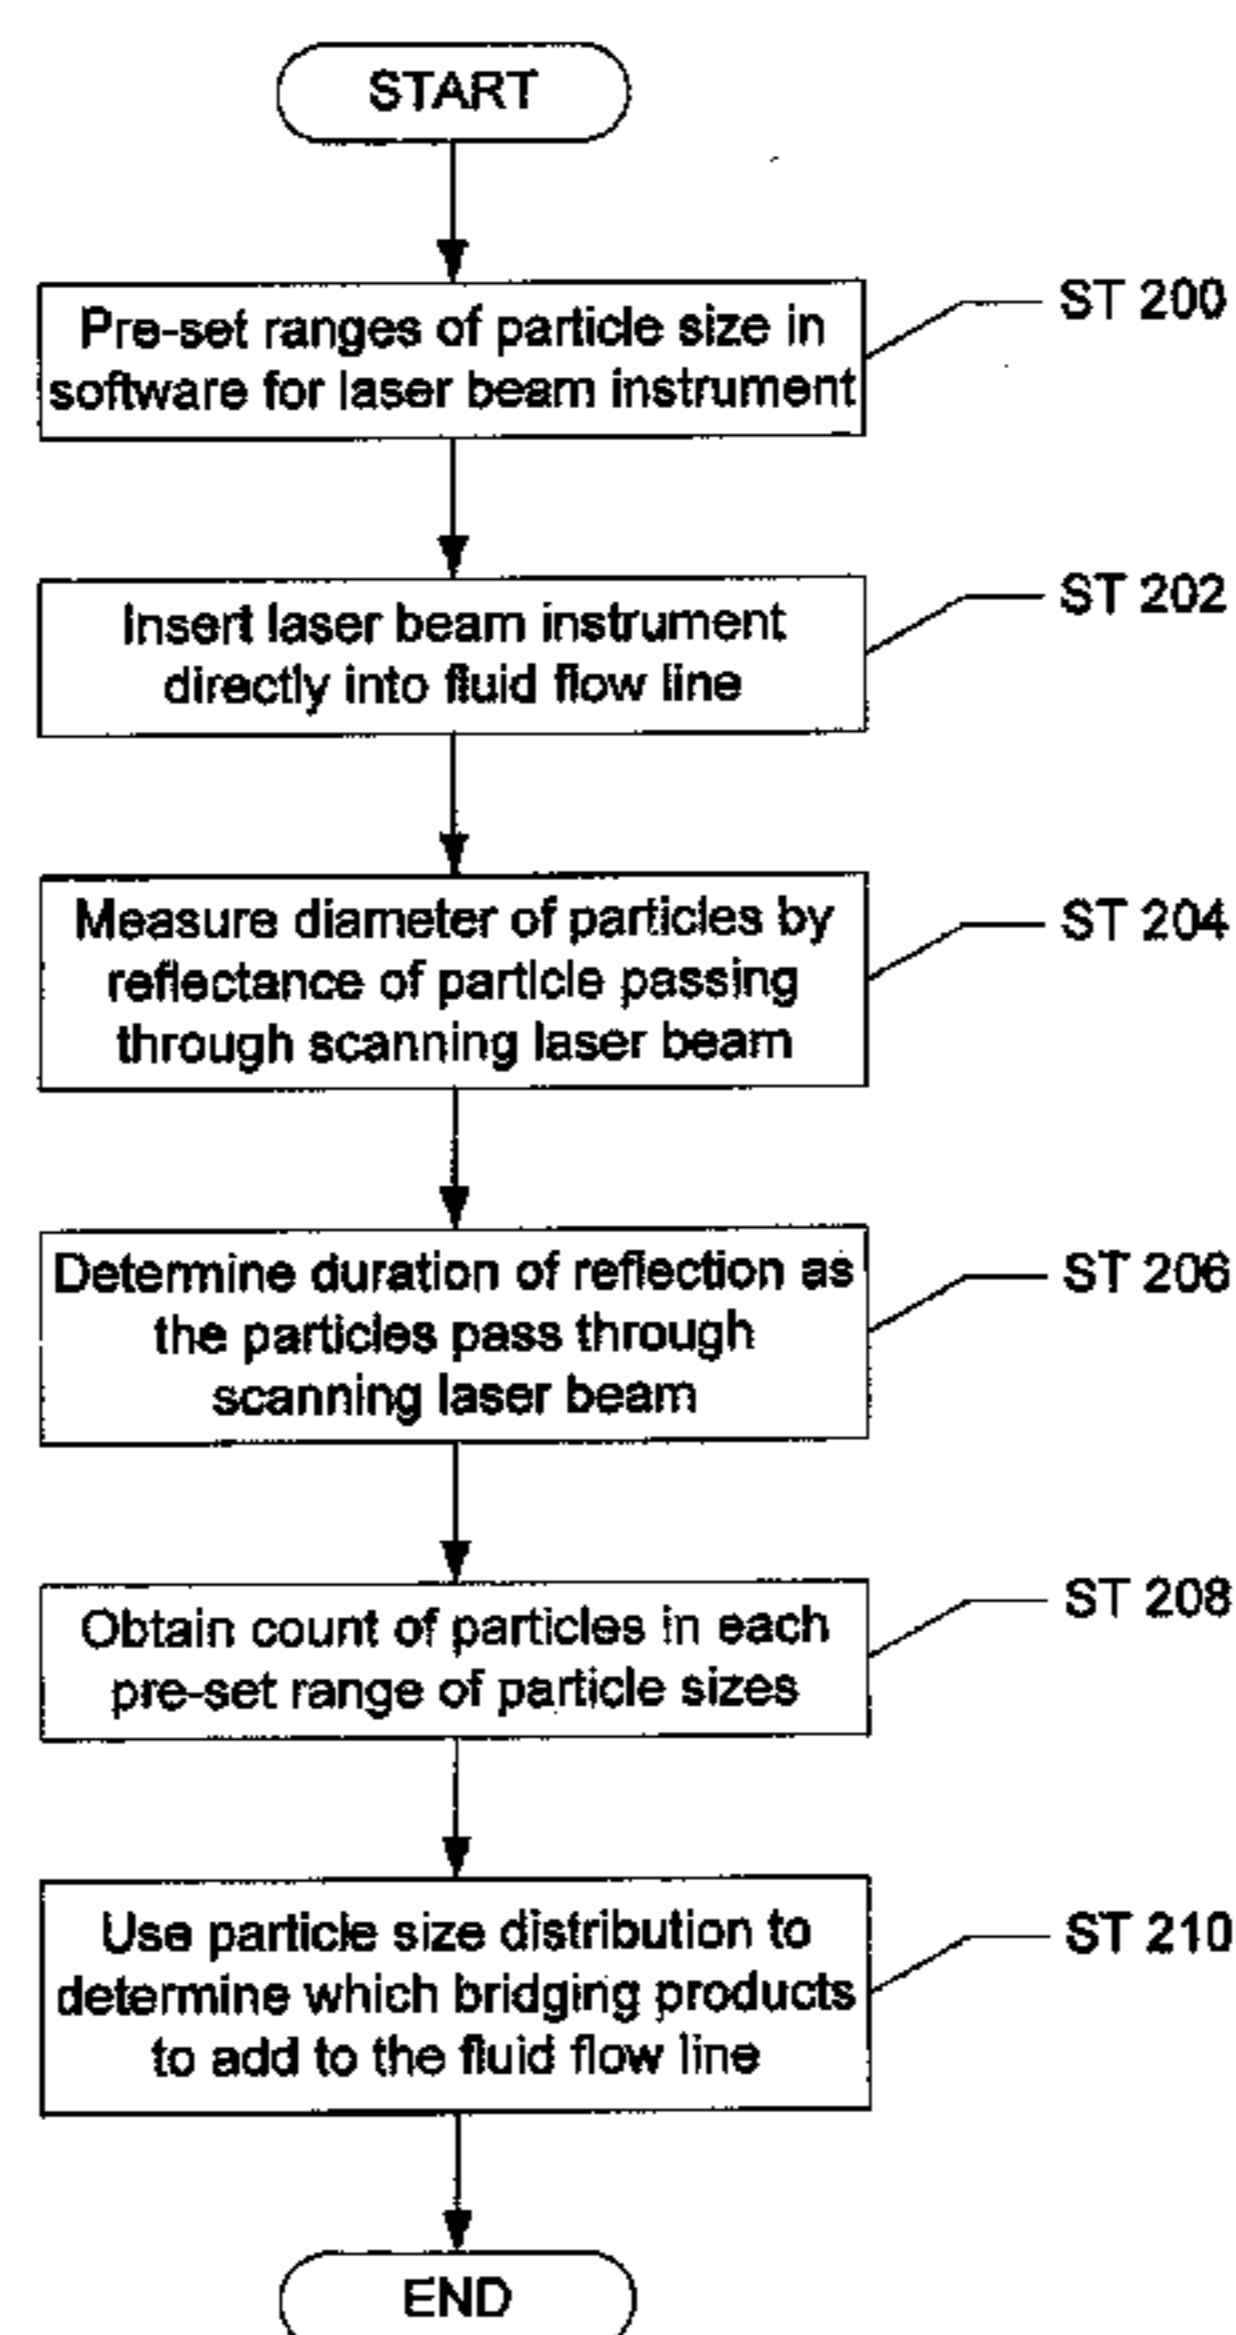 START
Pre-set ranges of particle size in
software for laser beam instrument
ST 200
Insert laser beam instrument
directly into fluid flow line
ST 202
Measure diameter of particles by
reflectance of particle passing
through scanning laser beam
ST 204
Determine duration of reflection as
the particles pass through
scanning laser beam
ST 206
Obtain count of particles in each
pre-set range of particle sizes
ST 208
Use particle size distribution to
determine which bridging products
to add to the fluid flow line
ST 210
END